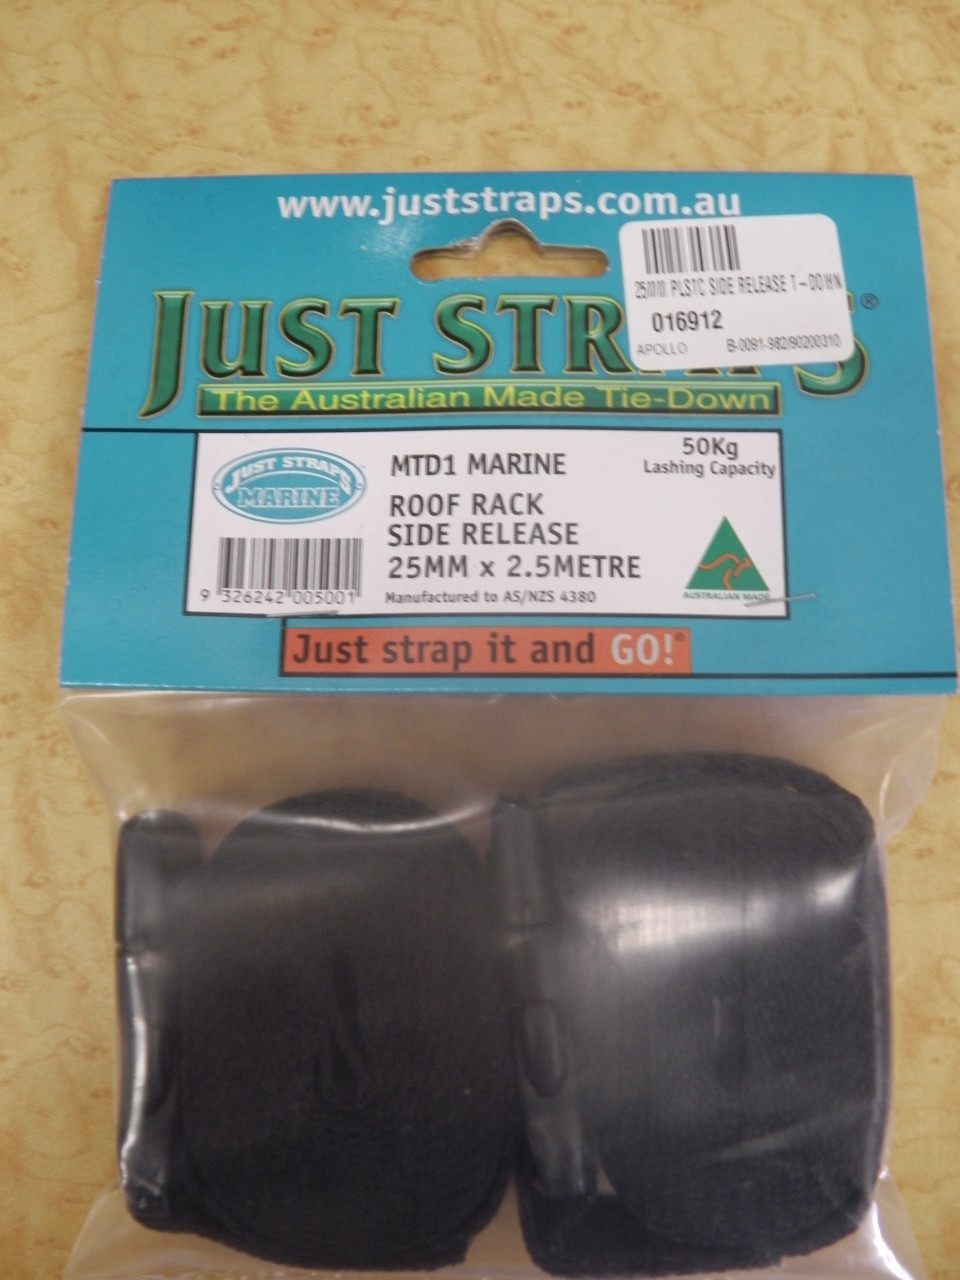 www.juststraps.com.au
25mm PLSTC SIDE RELEASE T-DOWN
016912
APOLLO B-0091-982/90200310
JUST STRAPS®
The Australian Made Tie-Down
JUST STRAPS™
MARINE
MTD1 MARINE
50Kg
Lashing Capacity
ROOF RACK
SIDE RELEASE
25MM x 2.5METRE
Manufactured to AS/NZS 4380
9 326242 005001
AUSTRALIAN MADE
Just strap it and GO!®